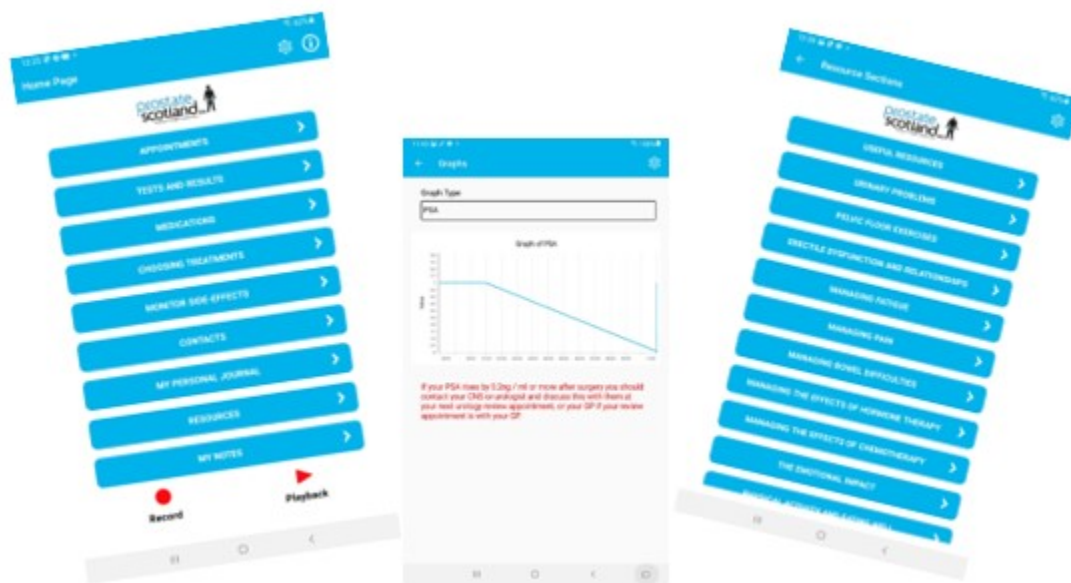 Home Page
prostate
scotland
APPOINTMENTS
TESTS AND RESULTS
MEDICATIONS
CHOOSING TREATMENTS
MONITOR SIDE-EFFECTS
CONTACTS
MY PERSONAL JOURNAL
RESOURCES
MY NOTES
Record
Playback
Graphs
Graph Type
PSA
Graph of PSA
If your PSA rises by 0.2ng / ml or more after surgery you should
contact your CNS or urologist and discuss this with them at
your next urology review appointment, or your GP if your review
appointment is with your GP.
Resource Sections
prostate
scotland
USEFUL RESOURCES
URINARY PROBLEMS
PELVIC FLOOR EXERCISES
ERECTILE DYSFUNCTION AND RELATIONSHIPS
MANAGING FATIGUE
MANAGING PAIN
MANAGING BOWEL DIFFICULTIES
MANAGING THE EFFECTS OF HORMONE THERAPY
MANAGING THE EFFECTS OF CHEMOTHERAPY
THE EMOTIONAL IMPACT